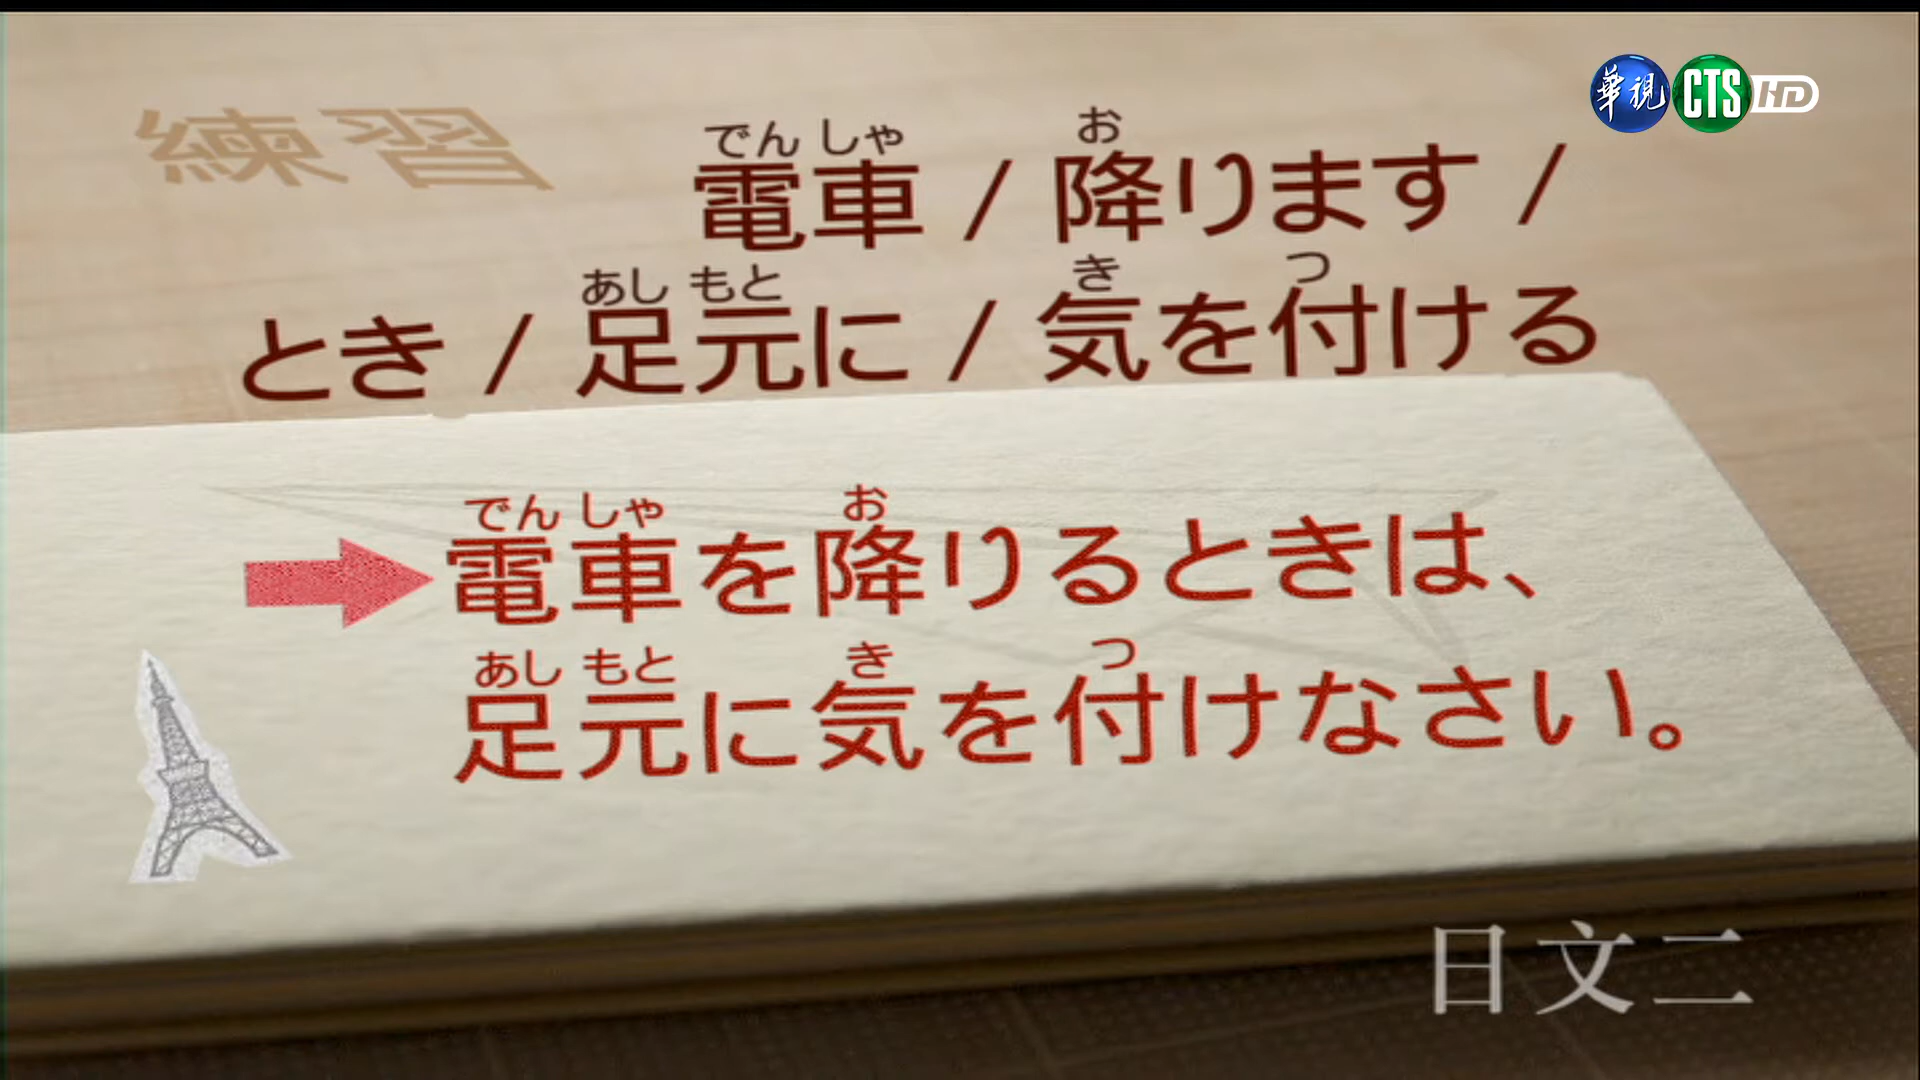 華視 CTS HD
練習
でんしゃ お
電車 / 降ります /
あしもと き つ
とき / 足元に / 気を付ける
でんしゃ お
電車を降りるときは、
あしもと き つ
足元に気を付けなさい。
日文二